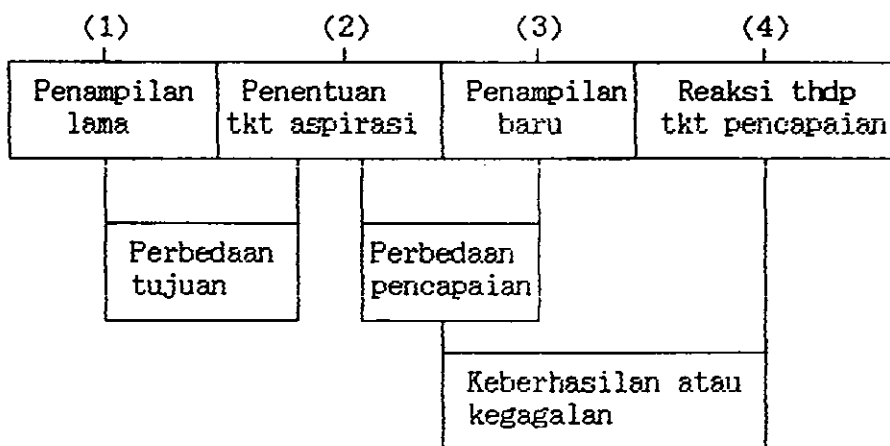 (1) (2) (3) (4)
Penampilan Penentuan Penampilan Reaksi thdp
lama tkt aspirasi baru tkt pencapaian
Perbedaan Perbedaan
tujuan pencapaian
Keberhasilan atau
kegagalan